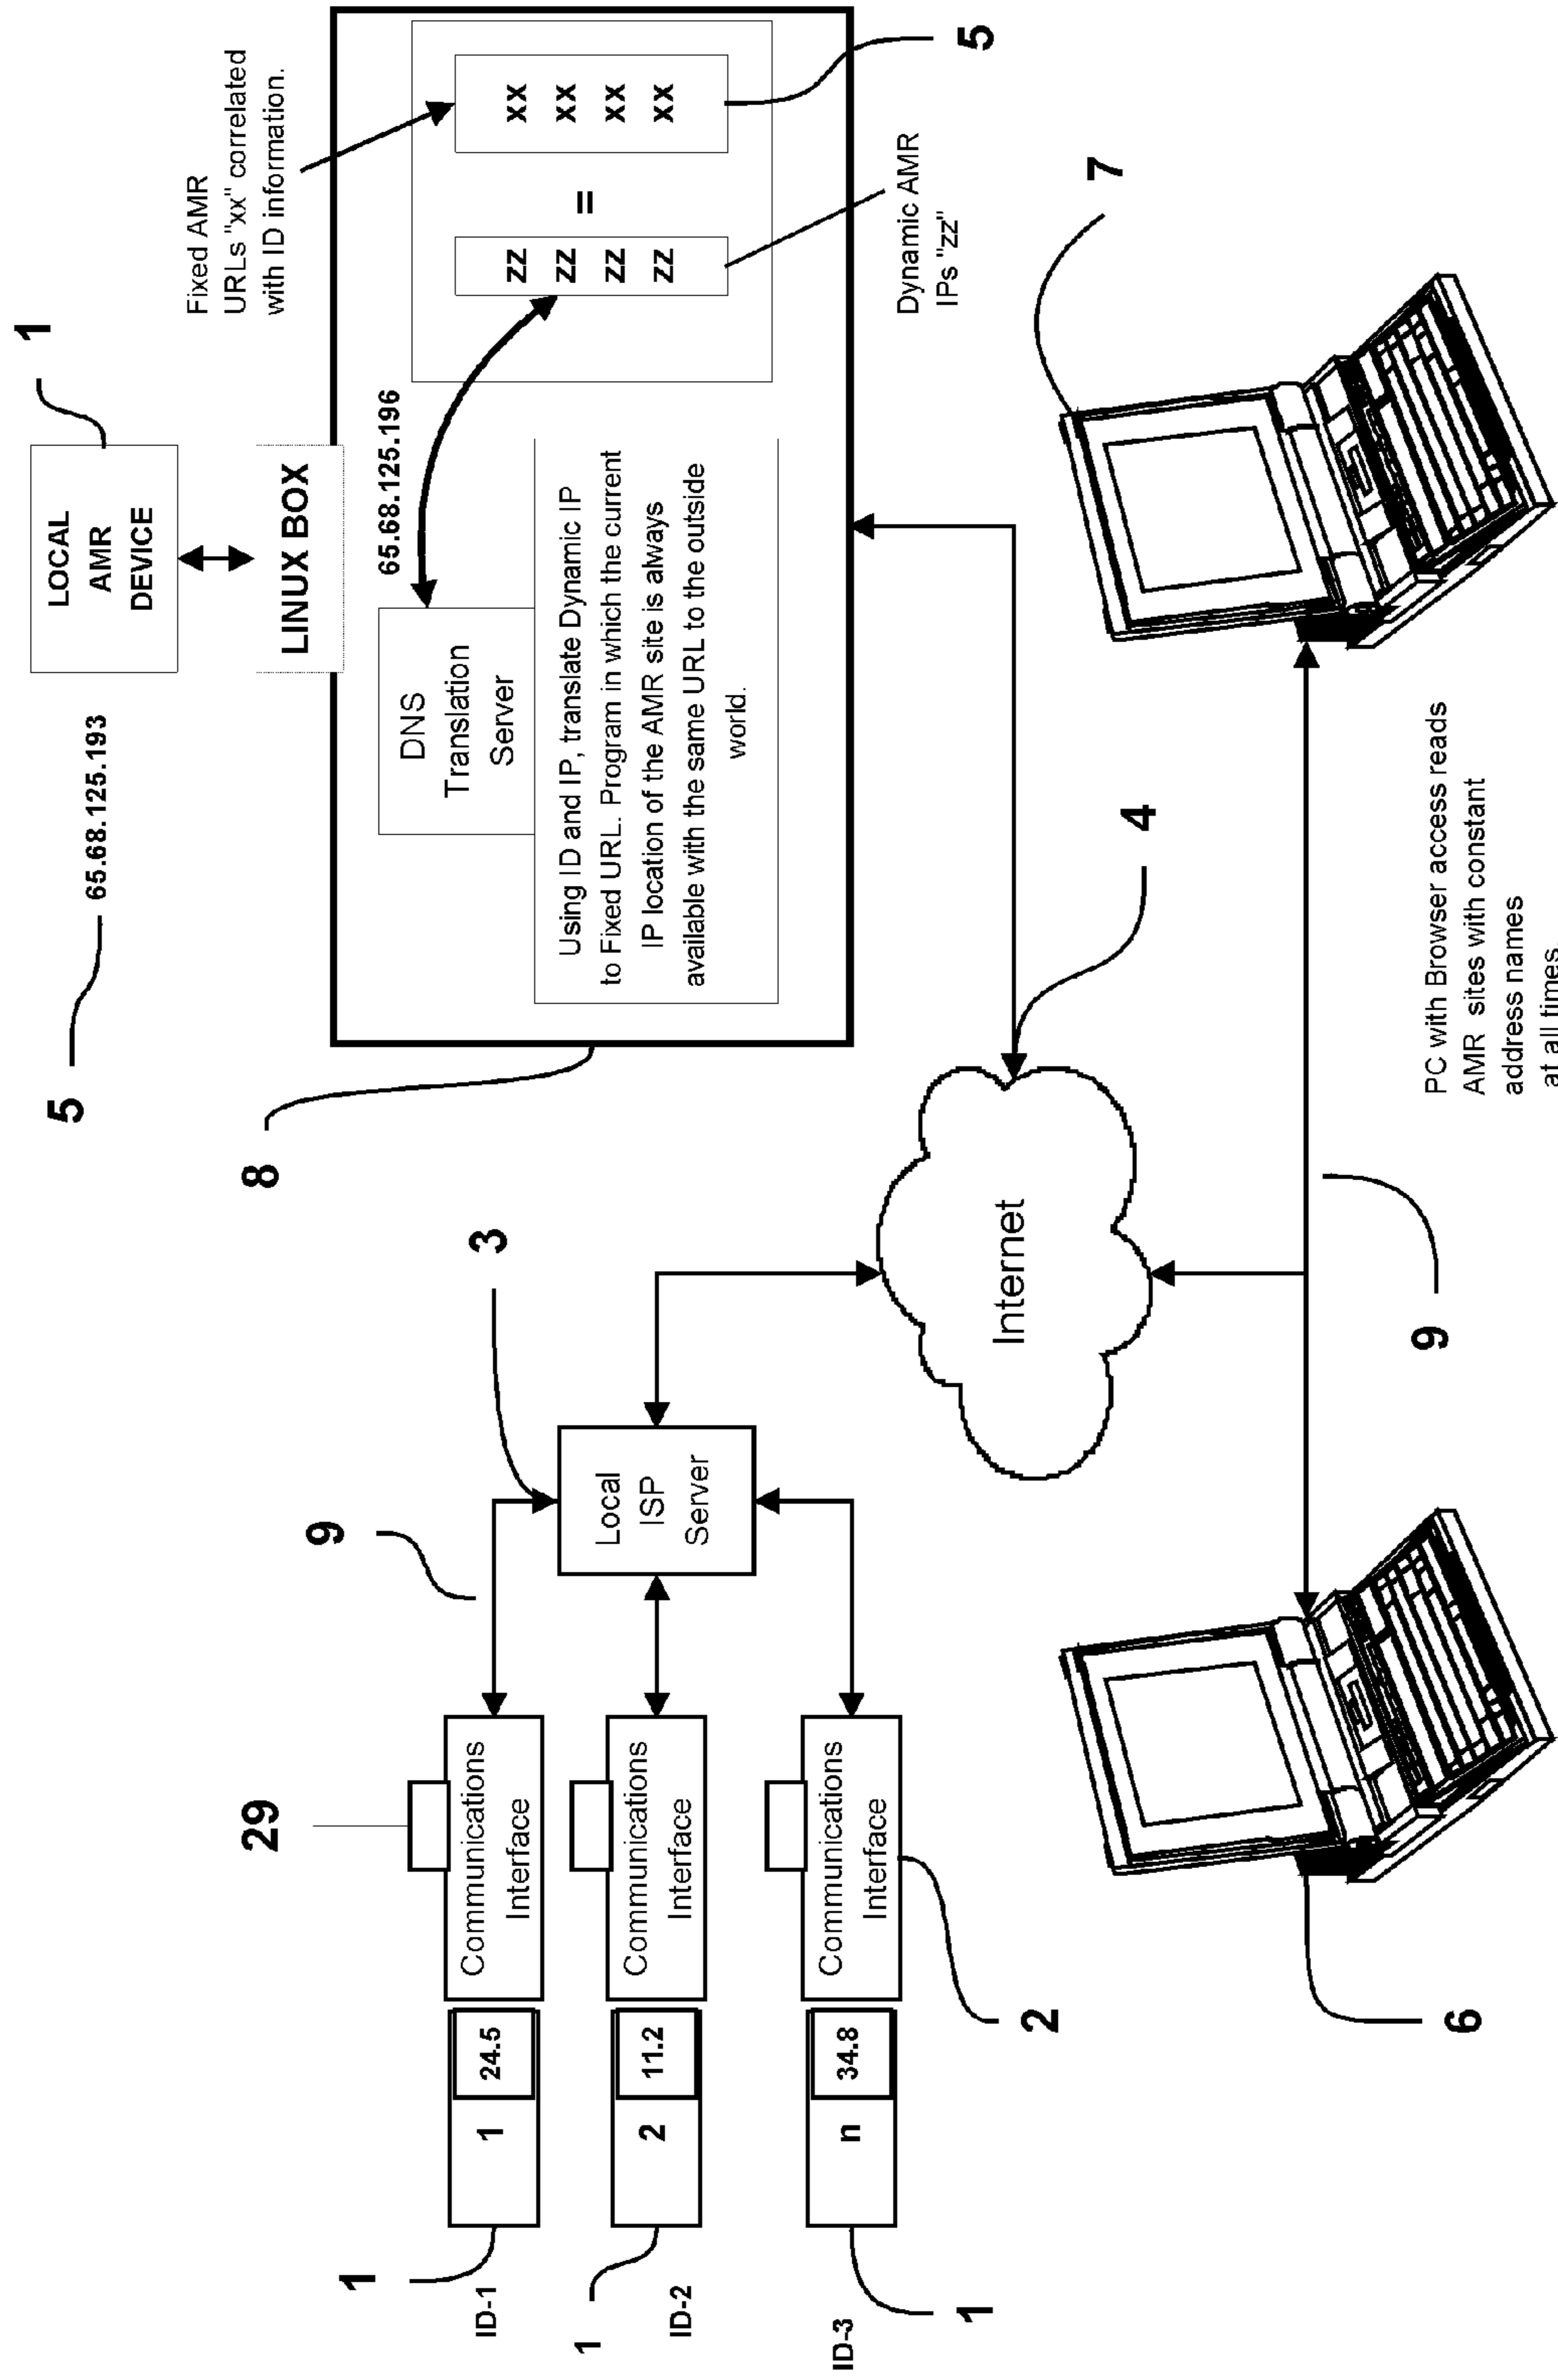 1
LOCAL
AMR
DEVICE
5
65.68.125.193
LINUX BOX
Fixed AMR
URLs "xx" correlated
with ID information.
8
65.68.125.196
DNS
Translation
Server
Using ID and IP, translate Dynamic IP
to Fixed URL. Program in which the current
IP location of the AMR site is always
available with the same URL to the outside
world.
zz
zz
zz
zz
=
xx
xx
xx
xx
5
Dynamic AMR
IPs "zz"
29
9
3
1
ID-1
1
24.5
Communications
Interface
1
ID-2
2
11.2
Communications
Interface
Local
ISP
Server
ID-3
1
n
34.8
Communications
Interface
2
Internet
4
7
6
9
PC with Browser access reads
AMR sites with constant
address names
at all times